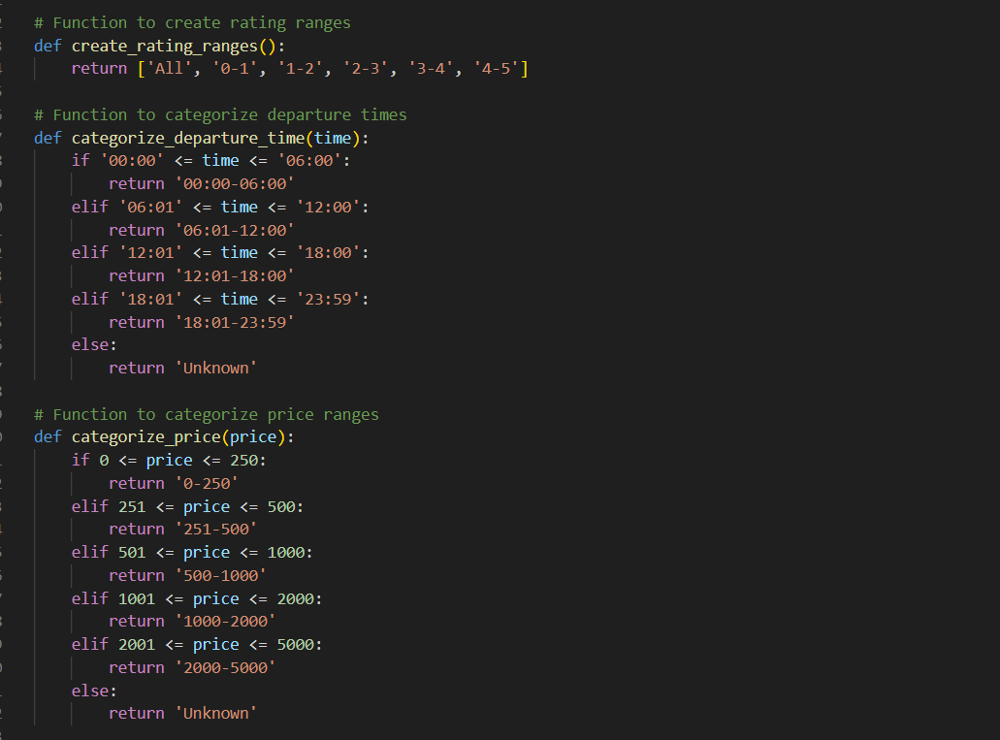 # Function to create rating ranges
def create_rating_ranges():
    return ['All', '0-1', '1-2', '2-3', '3-4', '4-5']
# Function to categorize departure times
def categorize_departure_time(time):
    if '00:00' <= time <= '06:00':
        return '00:00-06:00'
    elif '06:01' <= time <= '12:00':
        return '06:01-12:00'
    elif '12:01' <= time <= '18:00':
        return '12:01-18:00'
    elif '18:01' <= time <= '23:59':
        return '18:01-23:59'
    else:
        return 'Unknown'
# Function to categorize price ranges
def categorize_price(price):
    if 0 <= price <= 250:
        return '0-250'
    elif 251 <= price <= 500:
        return '251-500'
    elif 501 <= price <= 1000:
        return '500-1000'
    elif 1001 <= price <= 2000:
        return '1000-2000'
    elif 2001 <= price <= 5000:
        return '2000-5000'
    else:
        return 'Unknown'